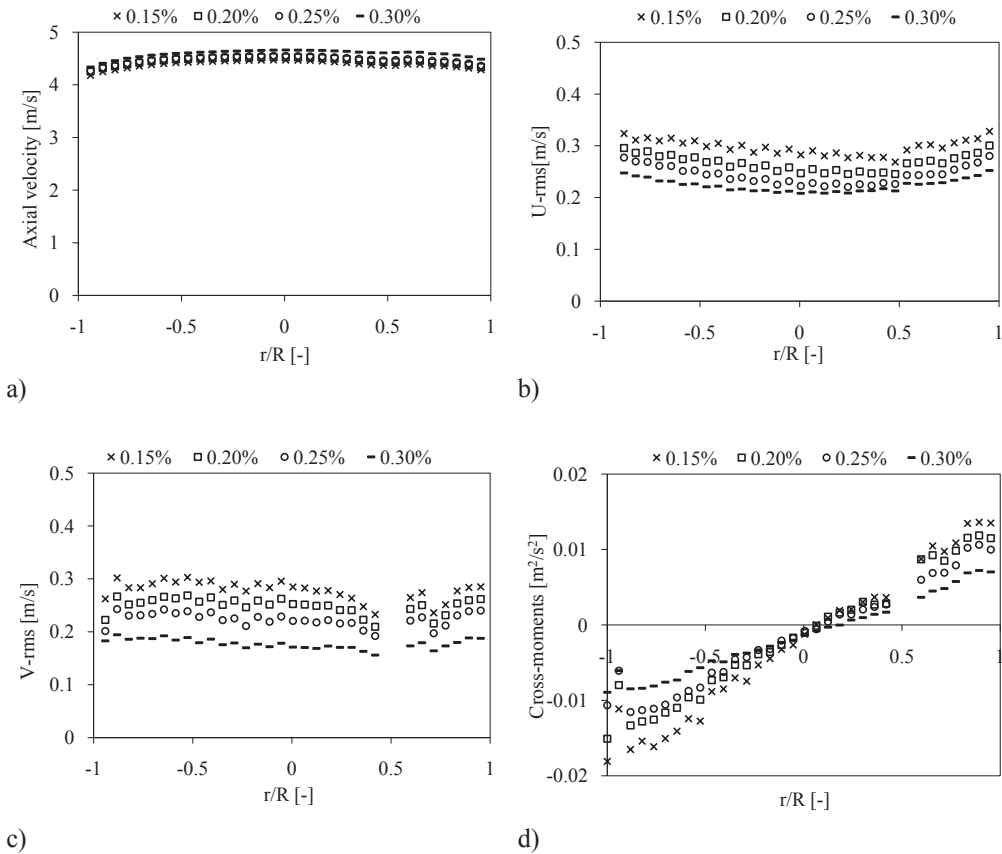 ×0.15% □0.20% ○0.25% –0.30%
5
4
3
2
1
0
-1 -0.5 0 0.5 1
Axial velocity [m/s]
r/R [-]
a)
×0.15% □0.20% ○0.25% –0.30%
0.5
0.4
0.3
0.2
0.1
0
-1 -0.5 0 0.5 1
U-rms[m/s]
r/R [-]
b)
×0.15% □0.20% ○0.25% –0.30%
0.5
0.4
0.3
0.2
0.1
0
-1 -0.5 0 0.5 1
V-rms [m/s]
r/R [-]
c)
×0.15% □0.20% ○0.25% –0.30%
0.02
0.01
0
-0.01
-0.02
-1 -0.5 0 0.5 1
Cross-moments [m²/s²]
r/R [-]
d)